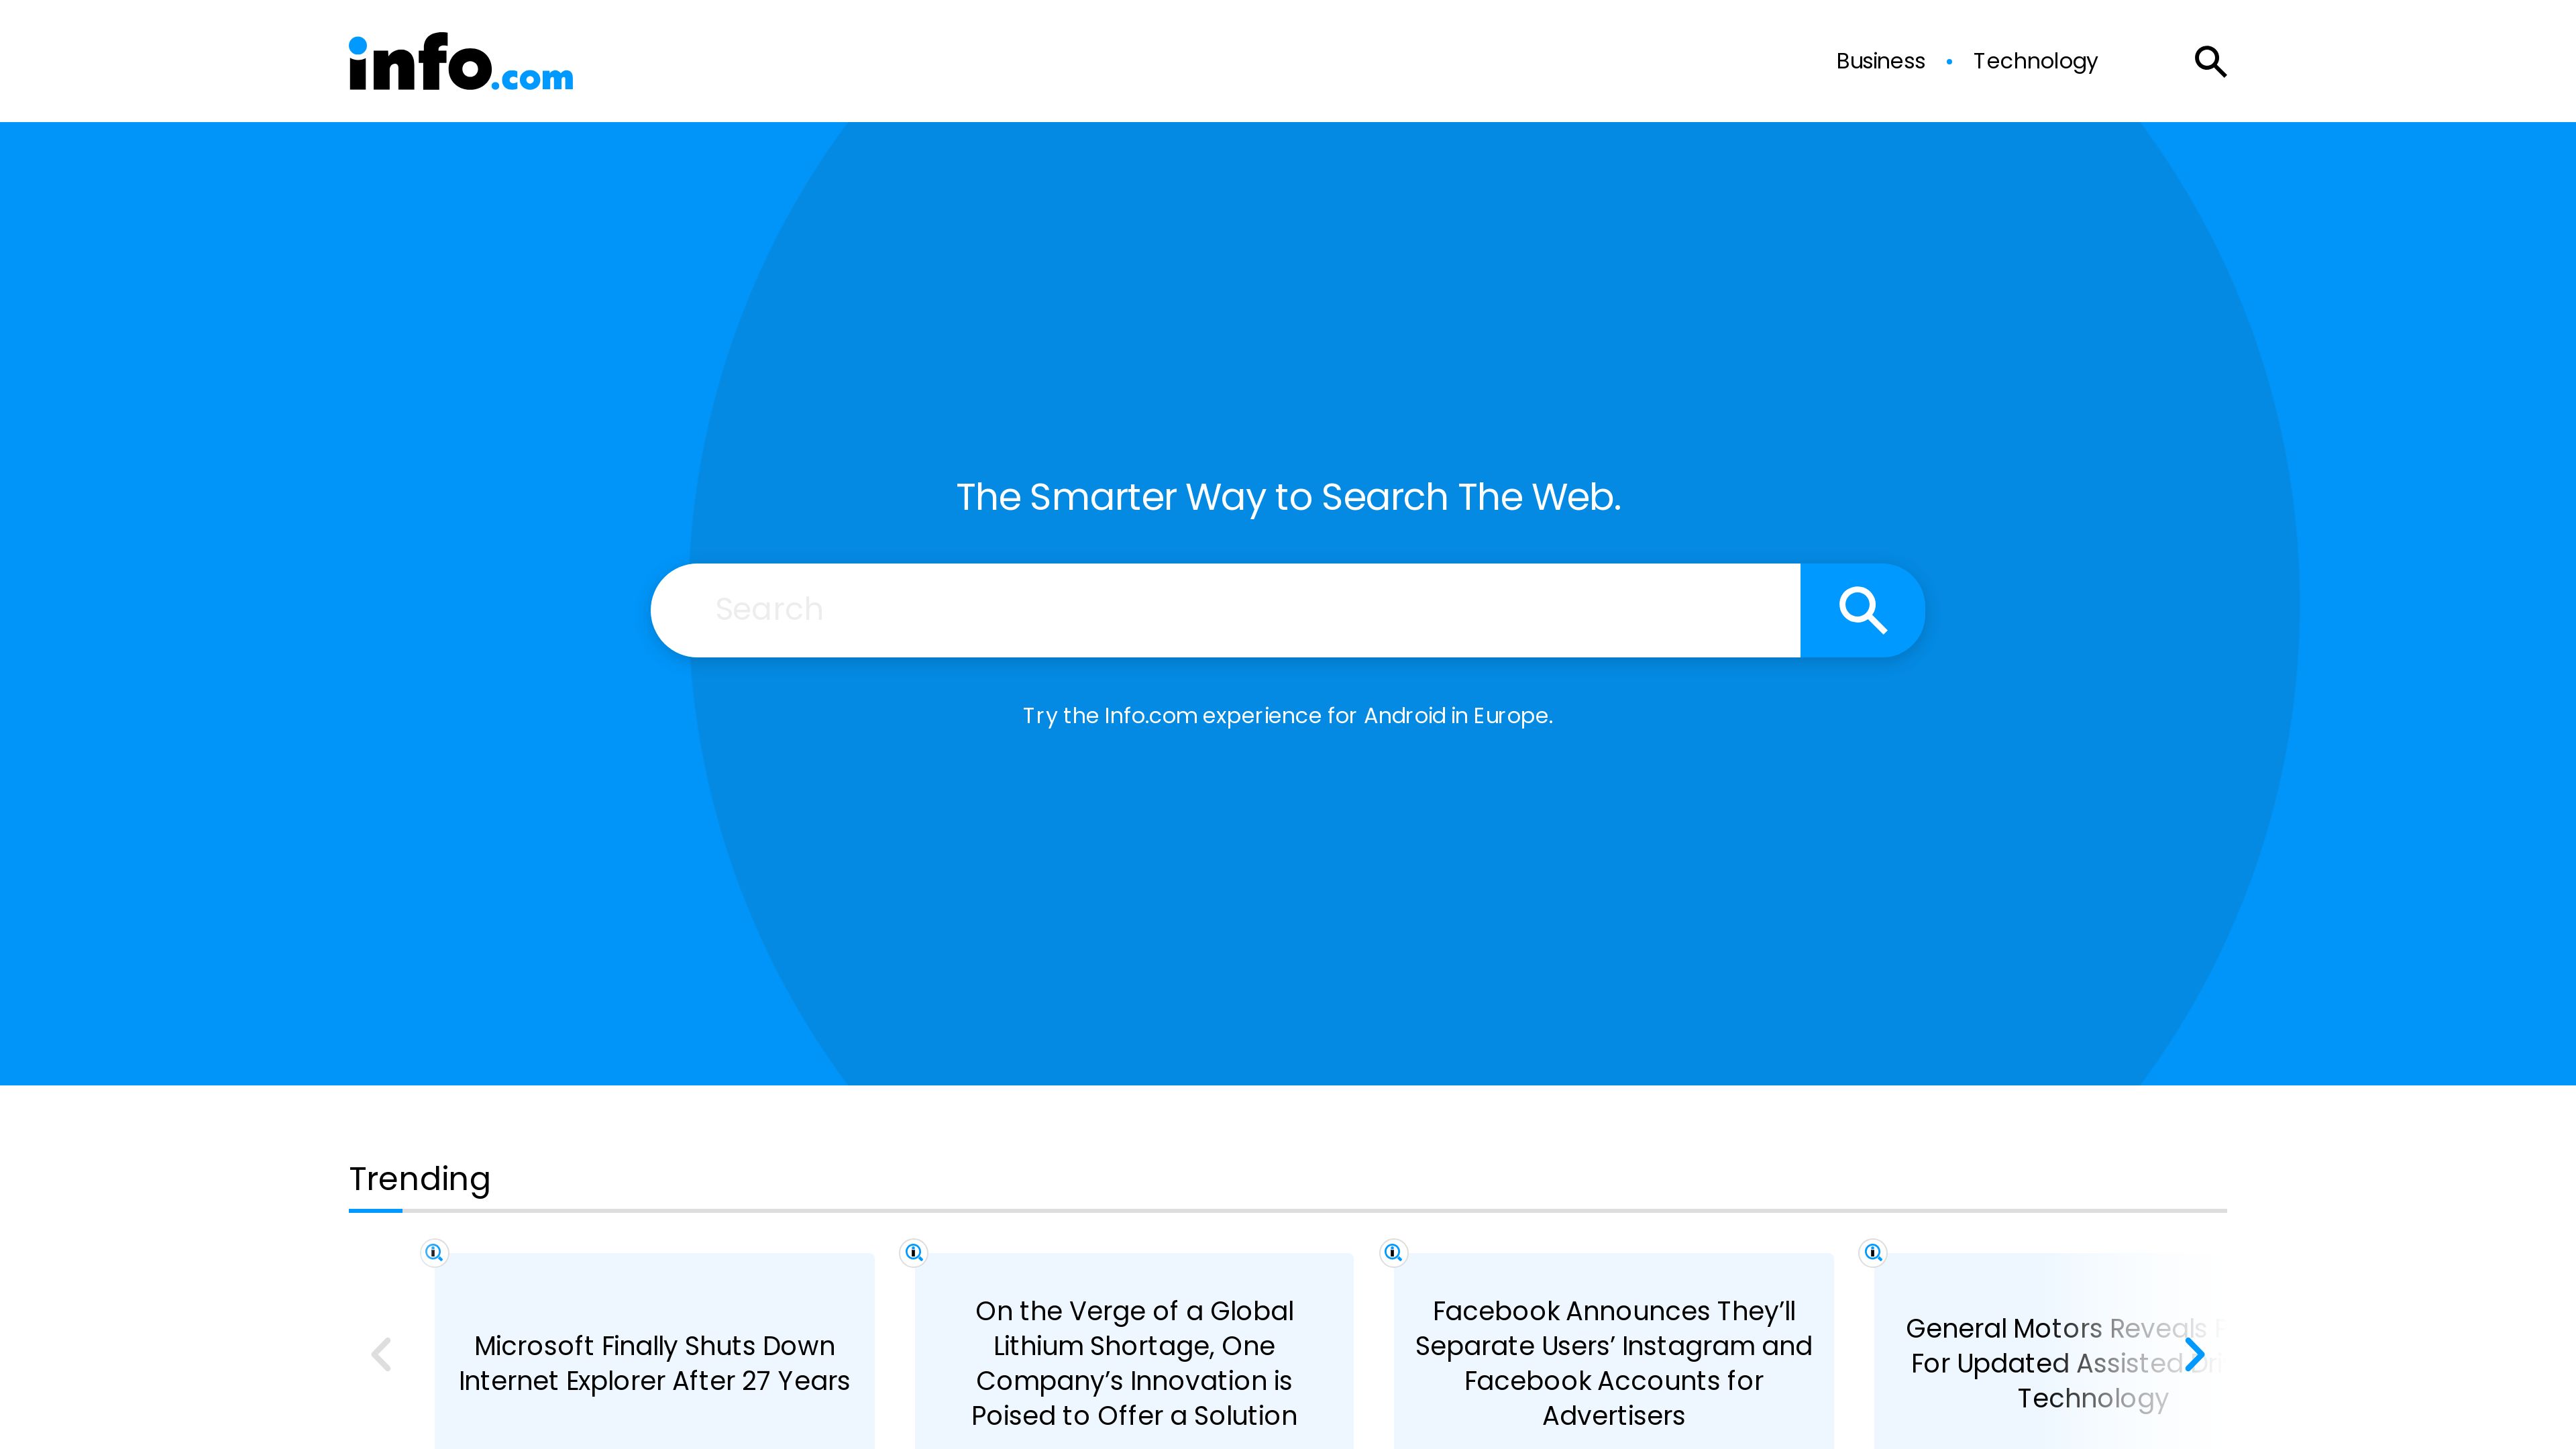 info.com
Business • Technology
The Smarter Way to Search The Web.
Search
Try the Info.com experience for Android in Europe.
Trending
Microsoft Finally Shuts Down
Internet Explorer After 27 Years
On the Verge of a Global
Lithium Shortage, One
Company’s Innovation is
Poised to Offer a Solution
Facebook Announces They’ll
Separate Users’ Instagram and
Facebook Accounts for
Advertisers
General Motors Reveals
For Updated Assisted
Technology